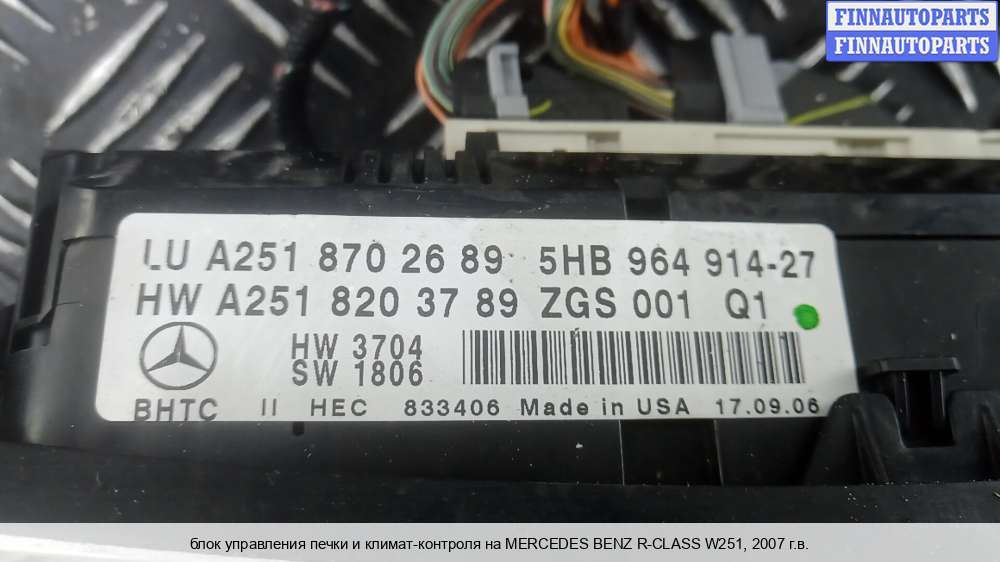 FINNAUTOPARTS
FINNAUTOPARTS
LU A251 870 26 89 5HB 964 914-27
HW A251 820 37 89 ZGS 001 Q1
HW 3704
SW 1806
BHTC II HEC 833406 Made in USA 17.09.06
блок управления печки и климат-контроля на MERCEDES BENZ R-CLASS W251, 2007 г.в.